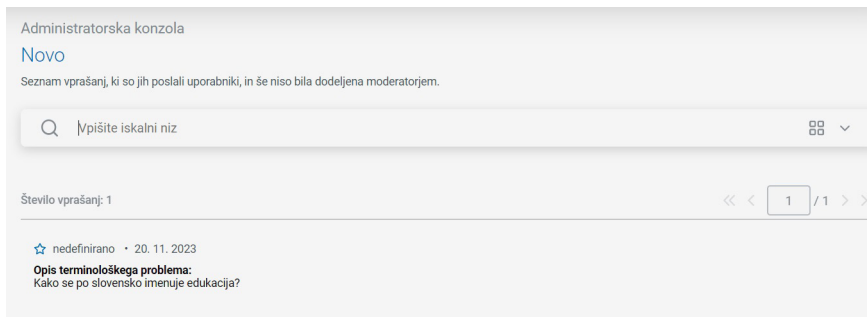 Administratorska konzola
Novo
Seznam vprašanj, ki so jih poslali uporabniki, in še niso bila dodeljena moderatorjem.
Vpišite iskalni niz
Število vprašanj: 1
1 / 1
nedefinirano • 20. 11. 2023
Opis terminološkega problema:
Kako se po slovensko imenuje edukacija?